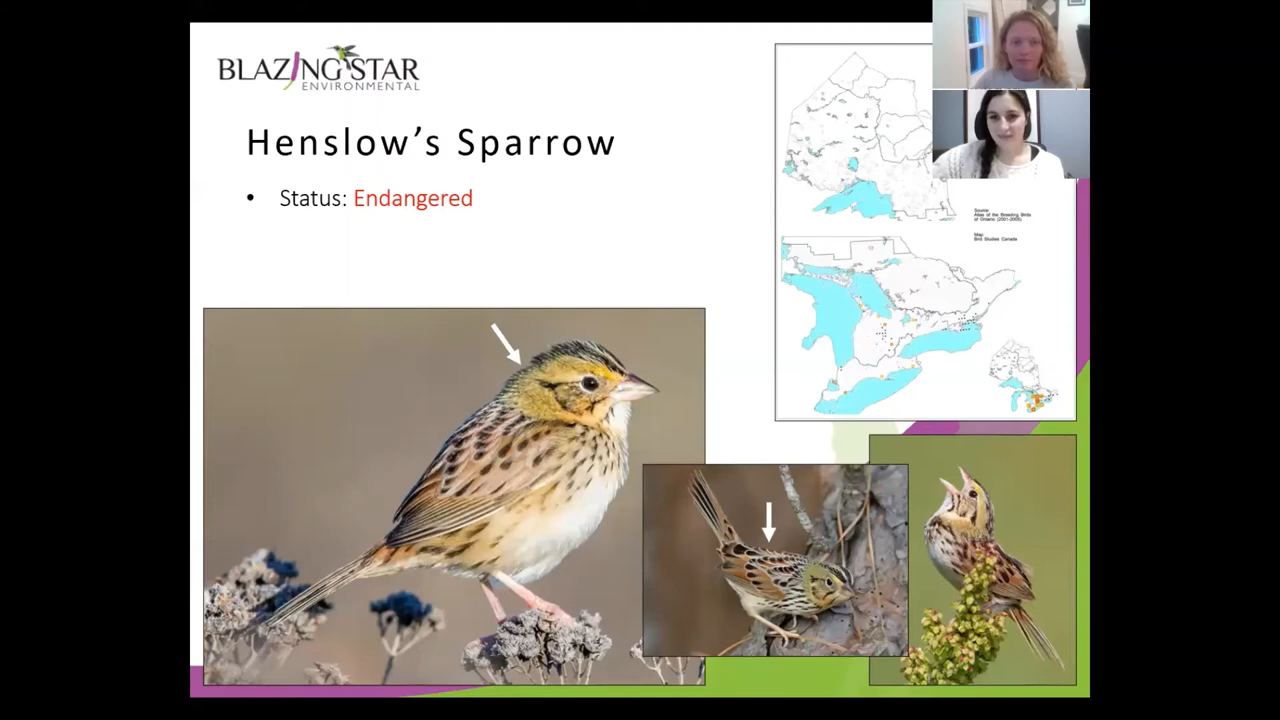 BLAZING STAR
ENVIRONMENTAL
Henslow's Sparrow
• Status: Endangered
Source:
Atlas of the Breeding Birds
of Ontario (2001-2005)
Map:
Bird Studies Canada